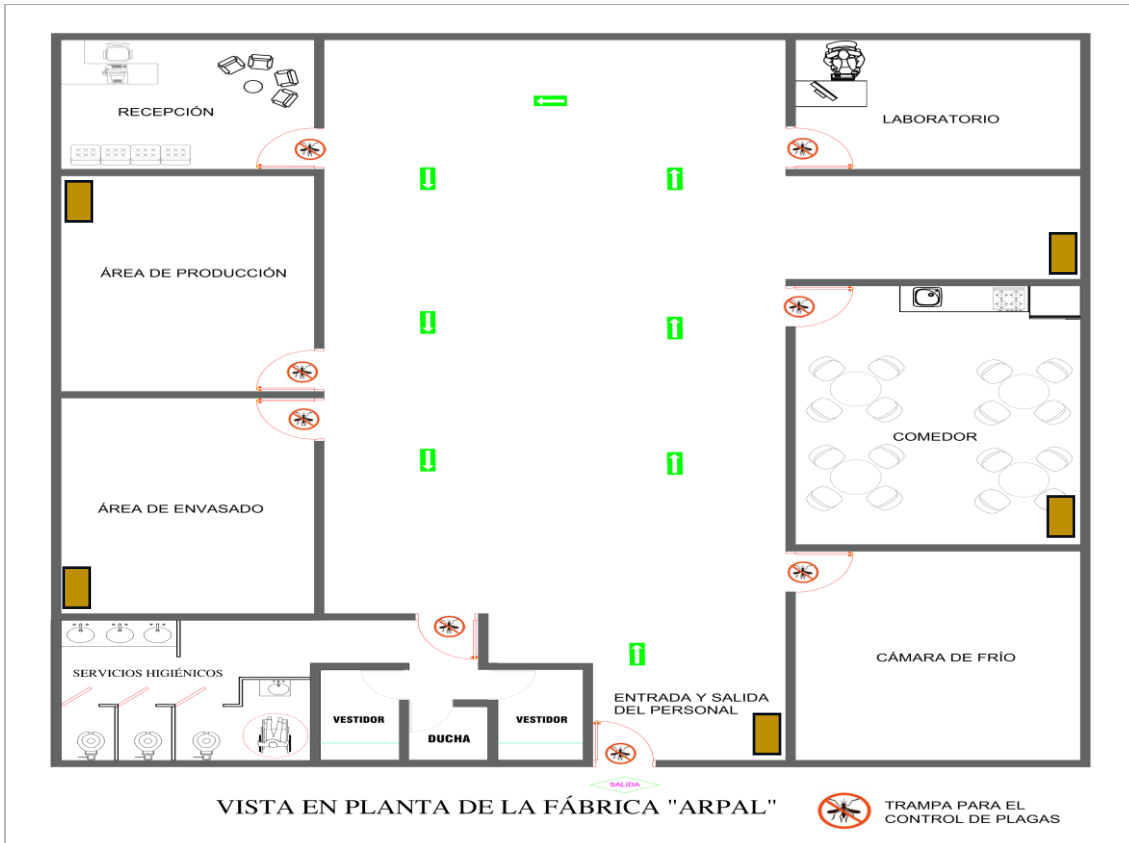 RECEPCIÓN
LABORATORIO
ÁREA DE PRODUCCIÓN
COMEDOR
ÁREA DE ENVASADO
CÁMARA DE FRÍO
SERVICIOS HIGIÉNICOS
ENTRADA Y SALIDA
DEL PERSONAL
VESTIDOR
DUCHA
VESTIDOR
SALIDA
VISTA EN PLANTA DE LA FÁBRICA "ARPAL"
TRAMPA PARA EL
CONTROL DE PLAGAS